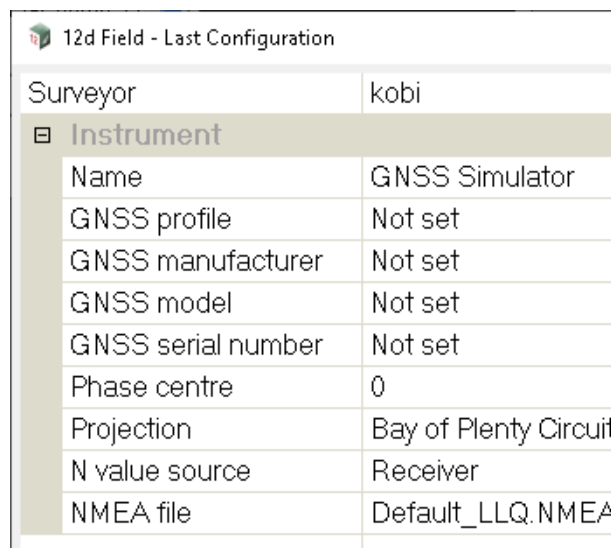 12d Field - Last Configuration
Surveyor kobi
Instrument
Name GNSS Simulator
GNSS profile Not set
GNSS manufacturer Not set
GNSS model Not set
GNSS serial number Not set
Phase centre 0
Projection Bay of Plenty Circuit
N value source Receiver
NMEA file Default_LLQ.NMEA